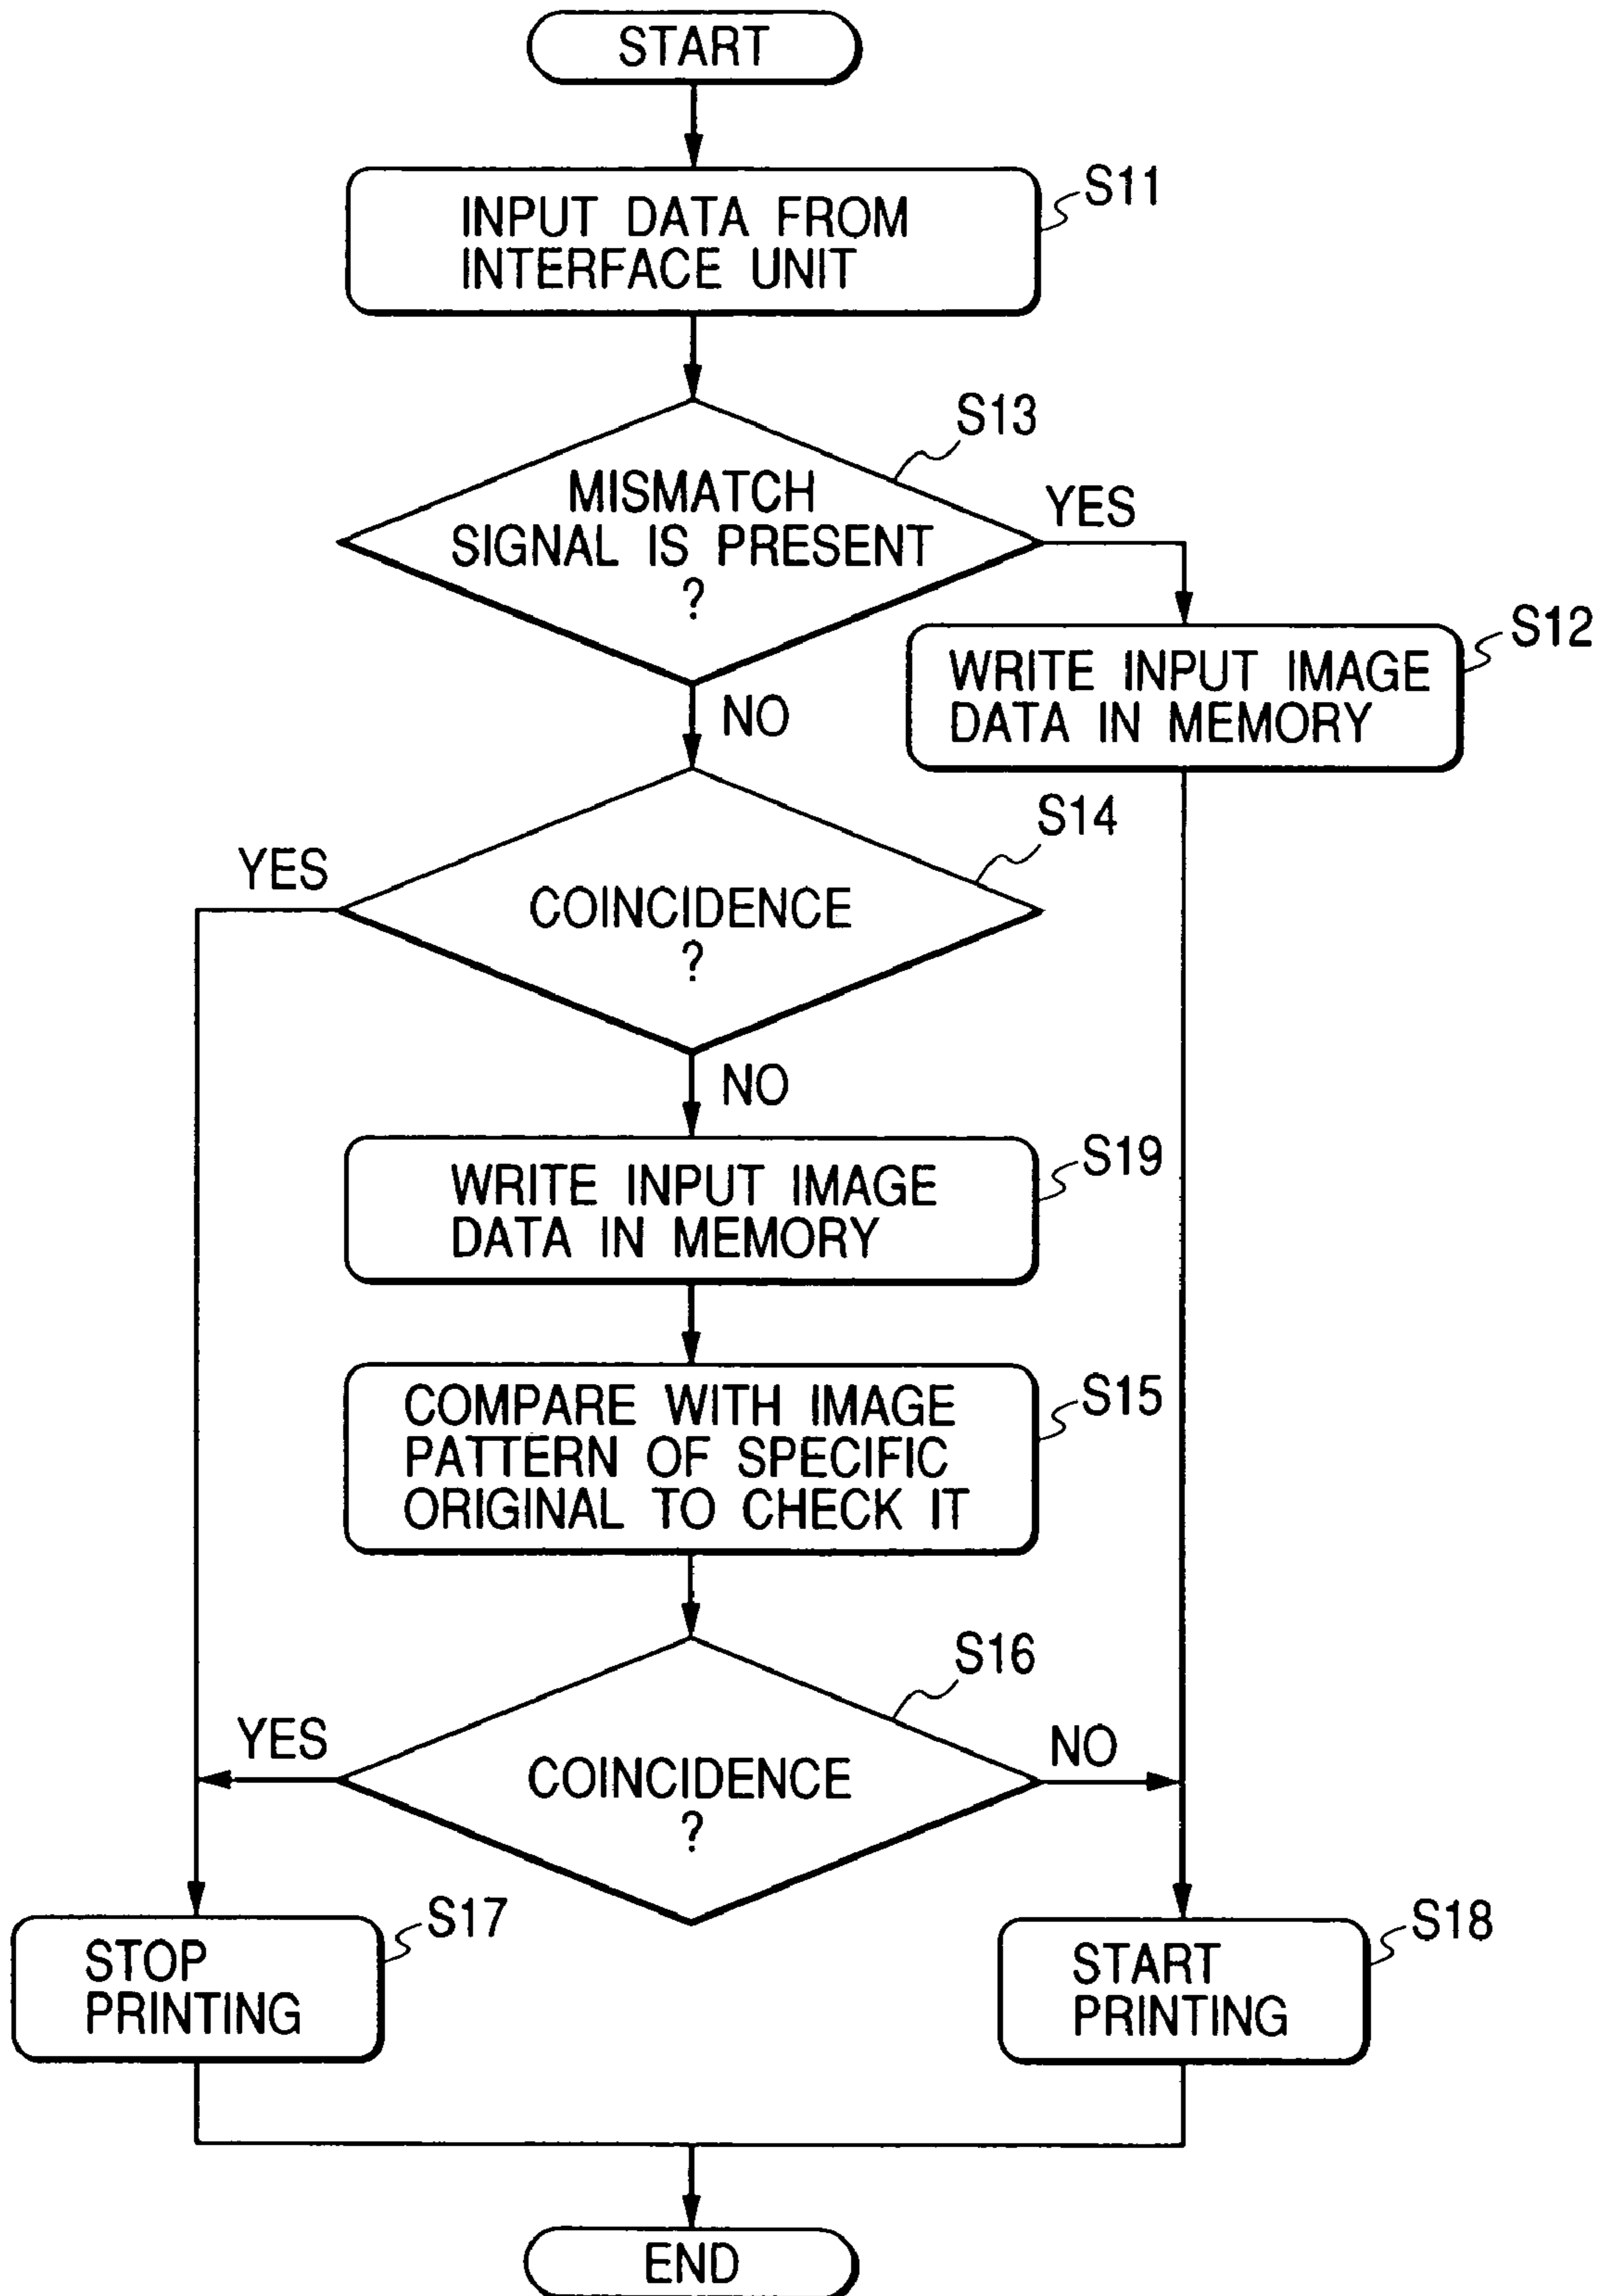 START
S11
INPUT DATA FROM
INTERFACE UNIT
S13
MISMATCH
SIGNAL IS PRESENT
?
YES
S12
WRITE INPUT IMAGE
DATA IN MEMORY
NO
S14
YES
COINCIDENCE
?
NO
S19
WRITE INPUT IMAGE
DATA IN MEMORY
S15
COMPARE WITH IMAGE
PATTERN OF SPECIFIC
ORIGINAL TO CHECK IT
S16
YES
NO
COINCIDENCE
?
S17
STOP
PRINTING
S18
START
PRINTING
END